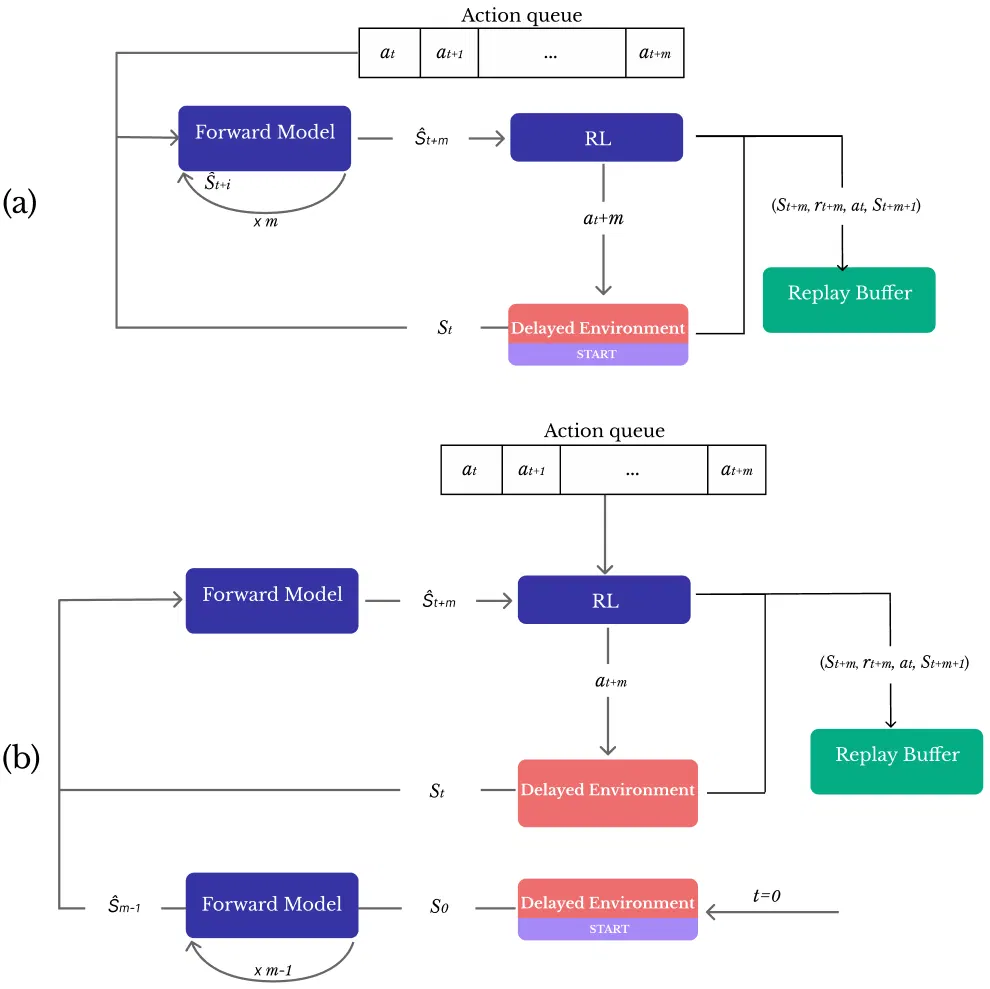 Action queue
at at+1 ... at+m
Forward Model
Ŝt+m
RL
Ŝt+i
x m
(a)
at+m
(St+m, rt+m, at, St+m+1)
Replay Buffer
St
Delayed Environment
START
Action queue
at at+1 ... at+m
Forward Model
Ŝt+m
RL
at+m
(St+m, rt+m, at, St+m+1)
(b)
Replay Buffer
St
Delayed Environment
Ŝm-1
Forward Model
S0
Delayed Environment
START
t=0
x m-1